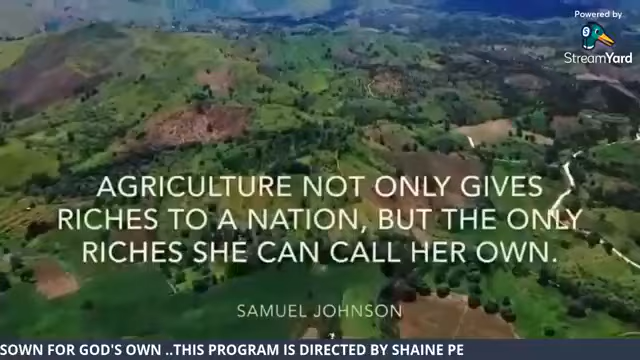 Powered by
StreamYard
AGRICULTURE NOT ONLY GIVES
RICHES TO A NATION, BUT THE ONLY
RICHES SHE CAN CALL HER OWN.
SAMUEL JOHNSON
SOWN FOR GOD'S OWN ..THIS PROGRAM IS DIRECTED BY SHAINE PE